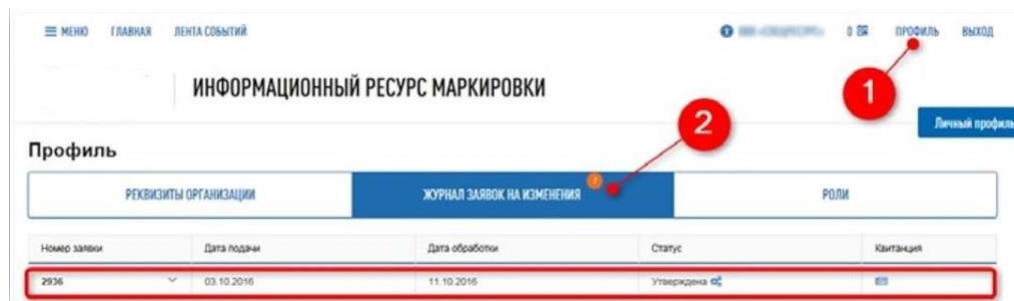 МЕНЮ ГЛАВНАЯ ЛЕНТА СОБЫТИЙ 0 ПРОФИЛЬ ВЫХОД
1
ИНФОРМАЦИОННЫЙ РЕСУРС МАРКИРОВКИ
2
Личный профиль
Профиль
РЕКВИЗИТЫ ОРГАНИЗАЦИИ ЖУРНАЛ ЗАЯВОК НА ИЗМЕНЕНИЯ РОЛИ
Номер заявки Дата подачи Дата обработки Статус Квитанция
2936 03.10.2016 11.10.2016 Утверждена